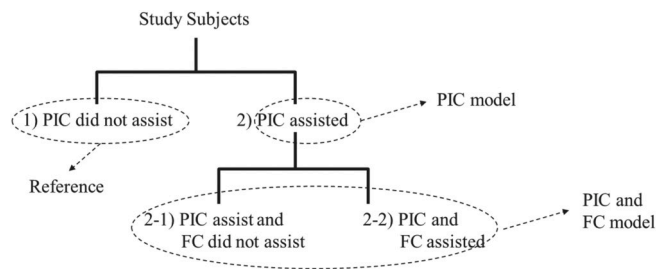 Study Subjects
1) PIC did not assist
2) PIC assisted
PIC model
Reference
2-1) PIC assist and
FC did not assist
2-2) PIC and
FC assisted
PIC and
FC model